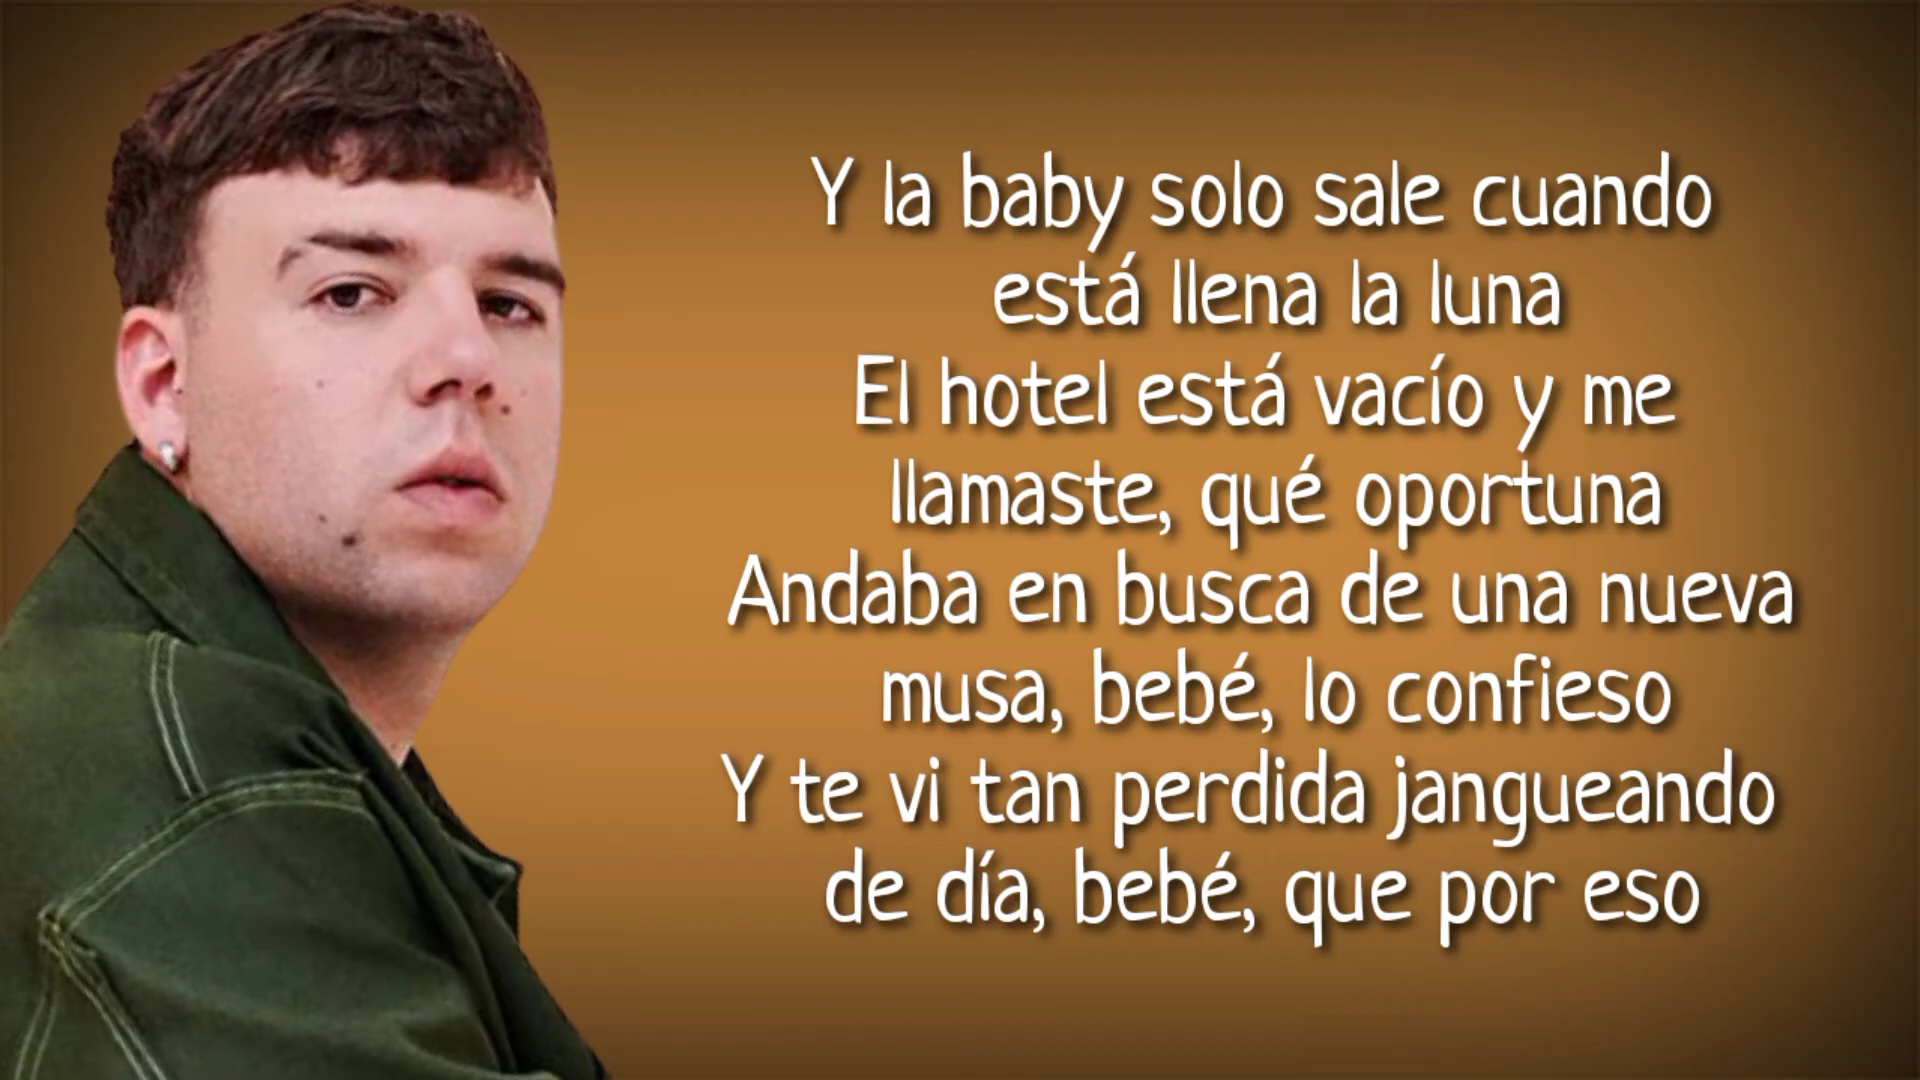 Y la baby solo sale cuando
está llena la luna
El hotel está vacío y me
llamaste, qué oportuna
Andaba en busca de una nueva
musa, bebé, lo confieso
Y te vi tan perdida jangueando
de día, bebé, que por eso